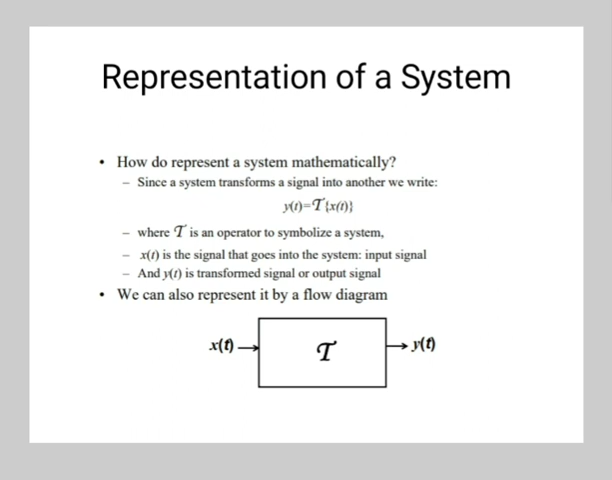 Representation of a System
• How do represent a system mathematically?
– Since a system transforms a signal into another we write:
y(t)=𝒯{x(t)}
– where 𝒯 is an operator to symbolize a system,
– x(t) is the signal that goes into the system: input signal
– And y(t) is transformed signal or output signal
• We can also represent it by a flow diagram
x(t) → 𝒯 → y(t)